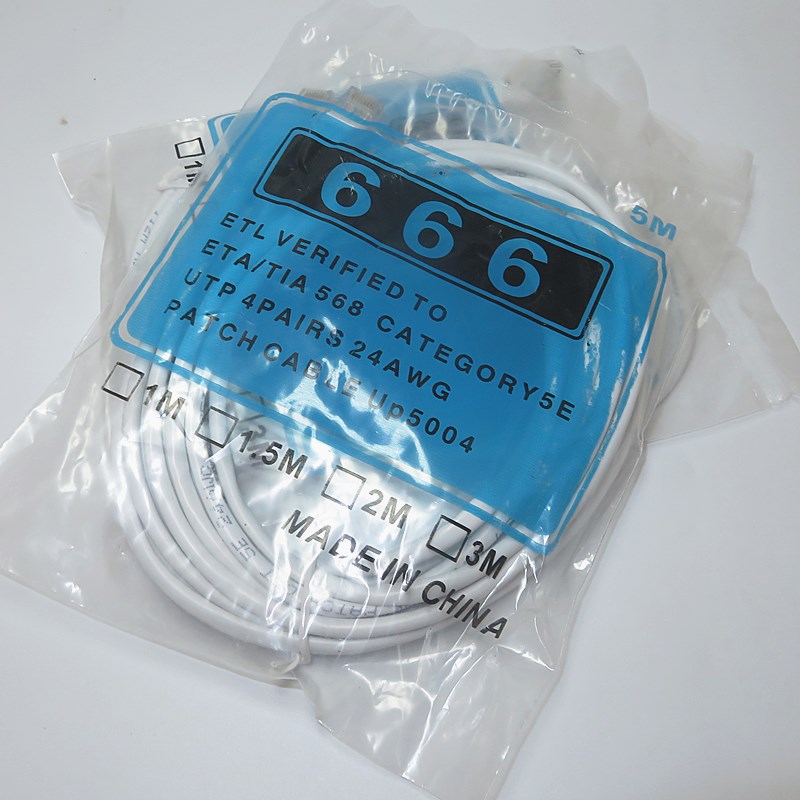 666
5M
ETL VERIFIED TO
ETA/TIA 568 CATEGORY5E
UTP 4PAIRS 24AWG
PATCH CABLE Up5004
1M 1.5M 2M 3M
MADE IN CHINA